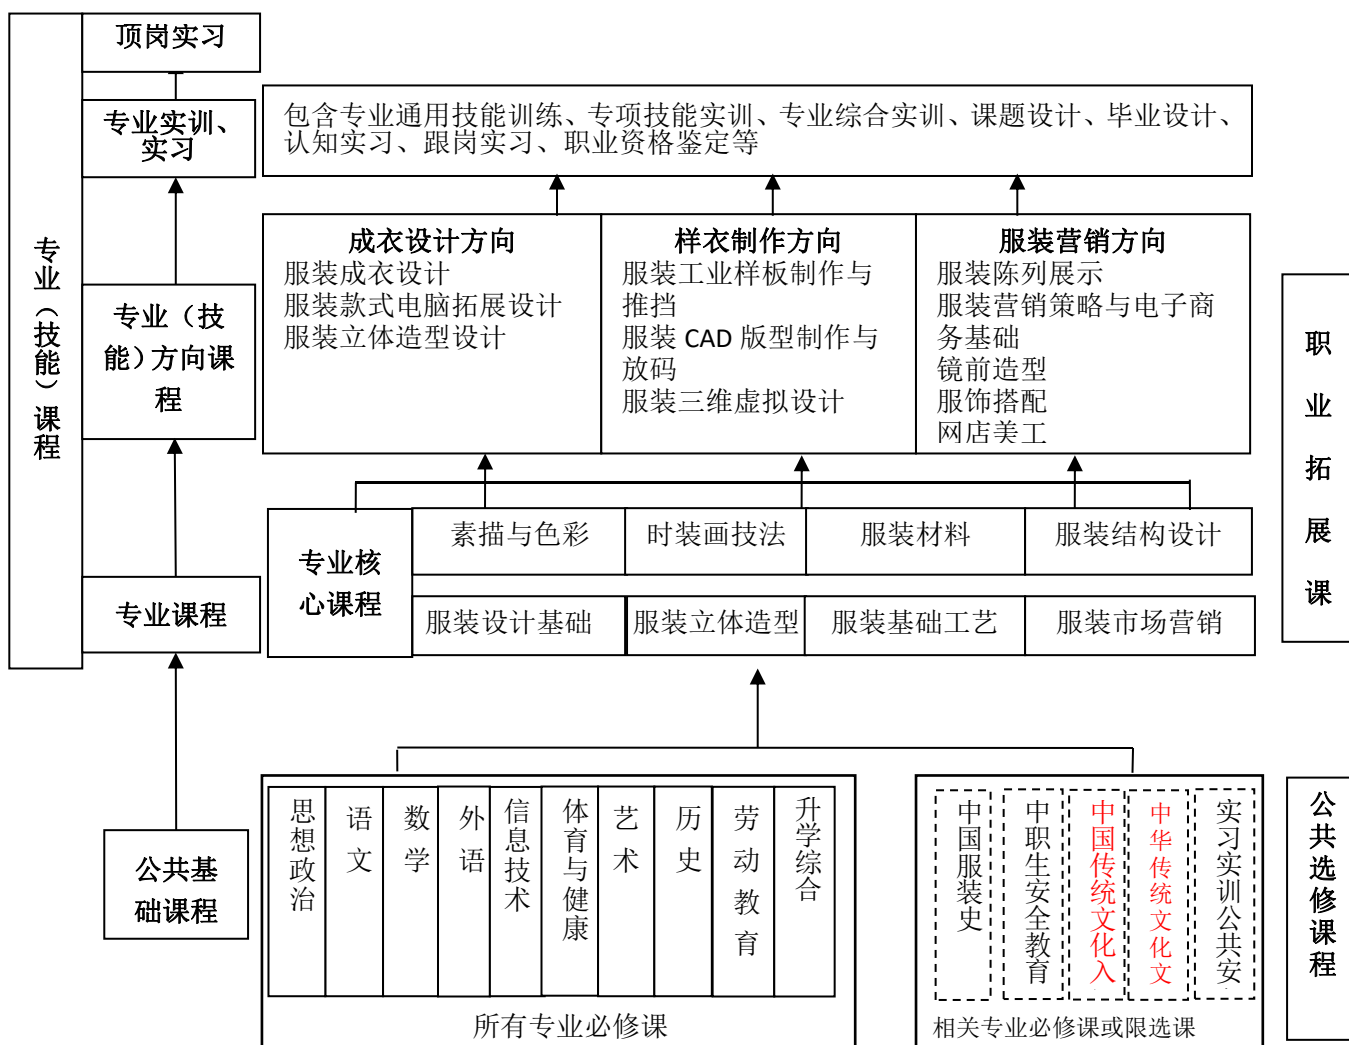 顶岗实习
专业实训、
实习
包含专业通用技能训练、专项技能实训、专业综合实训、课题设计、毕业设计、
认知实习、跟岗实习、职业资格鉴定等
专业（技能）课程
专业（技
能）方向课
程
成衣设计方向
服装成衣设计
服装款式电脑拓展设计
服装立体造型设计
样衣制作方向
服装工业样板制作与
推挡
服装 CAD 版型制作与
放码
服装三维虚拟设计
服装营销方向
服装陈列展示
服装营销策略与电子商
务基础
镜前造型
服饰搭配
网店美工
职业拓展课
专业课程
专业核
心课程
素描与色彩
时装画技法
服装材料
服装结构设计
服装设计基础
服装立体造型
服装基础工艺
服装市场营销
公共基
础课程
思想政治
语文
数学
外语
信息技术
体育与健康
艺术
历史
劳动教育
升学综合
所有专业必修课
中国服装史
中职生安全教育
中国传统文化入
中华传统文化文
实习实训公共安
相关专业必修课或限选课
公共选修课程